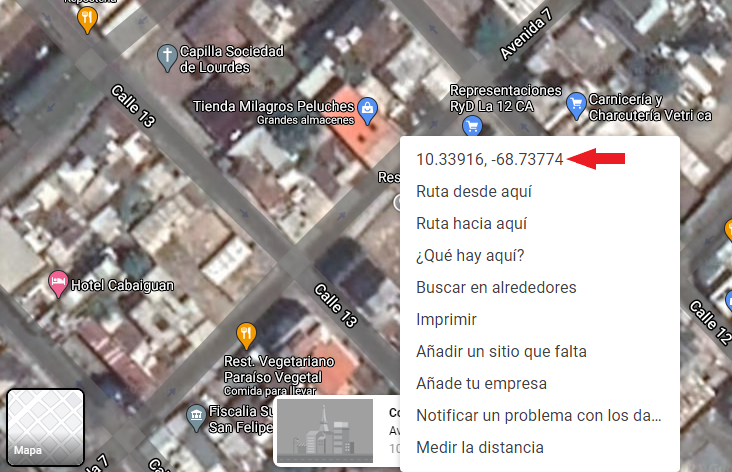 Repostería
Capilla Sociedad
de Lourdes
Avenida 7
Calle 13
Tienda Milagros Peluches
Grandes almacenes
Representaciones
RyD La 12 CA
Carnicería y
Charcutería Vetri ca
Res
10.33916, -68.73774
Ruta desde aquí
Ruta hacia aquí
¿Qué hay aquí?
Buscar en alrededores
Imprimir
Añadir un sitio que falta
Añade tu empresa
Notificar un problema con los da...
Medir la distancia
Hotel Cabaiguan
Calle 13
Calle 12
Rest. Vegetariano
Paraíso Vegetal
Comida para llevar
Fiscalía Su
San Felipe
Co
Av
10
Mapa
da 7
Ca